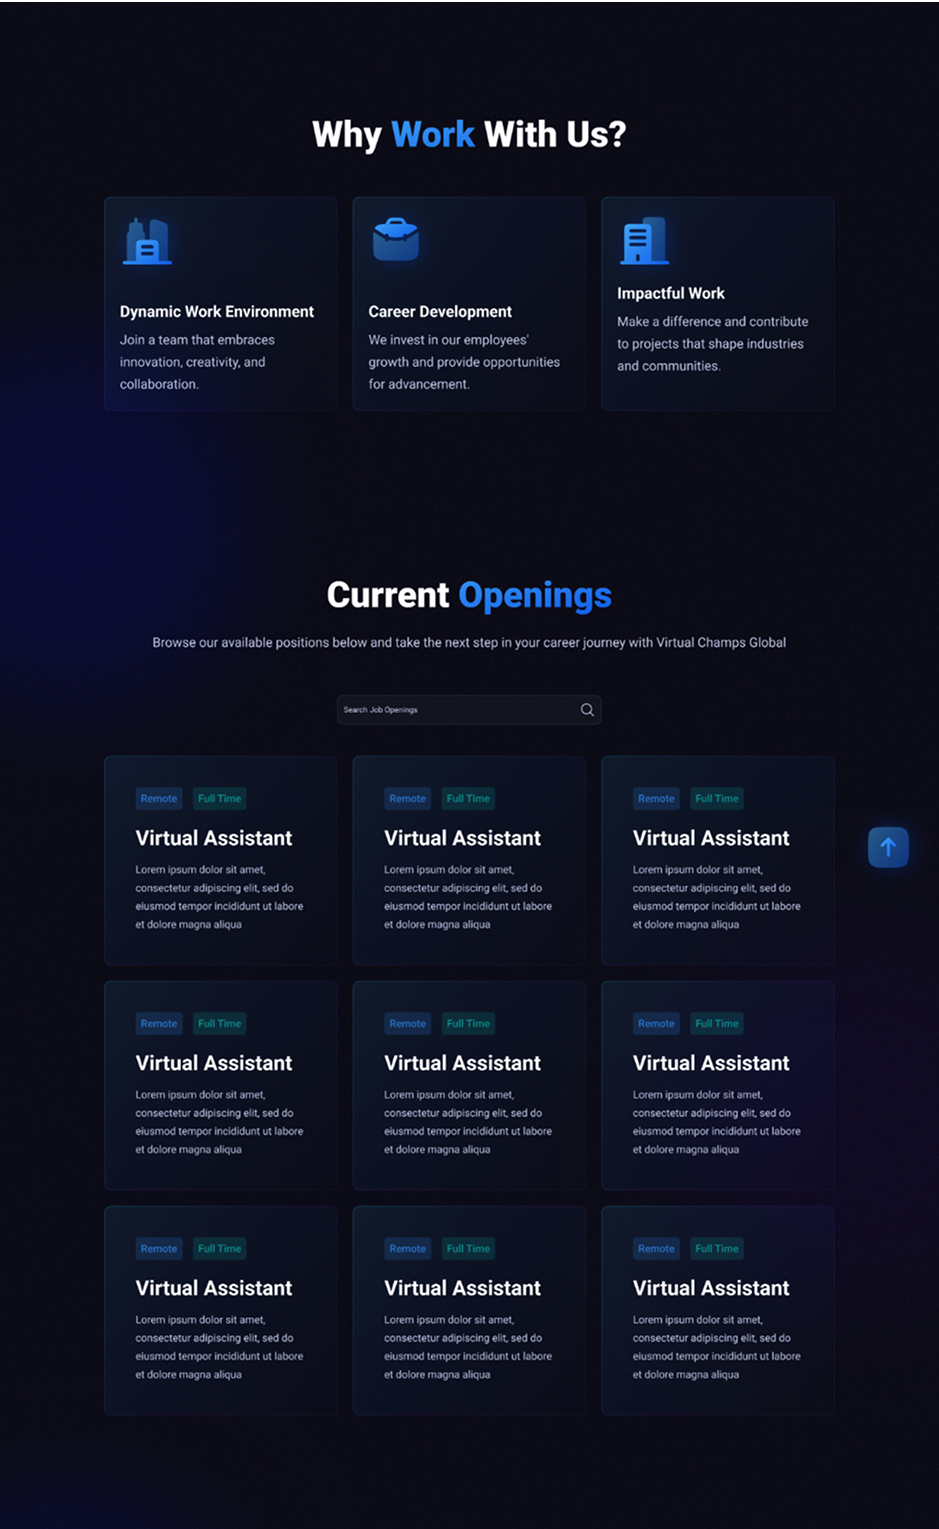 Why Work With Us?
Dynamic Work Environment
Join a team that embraces
innovation, creativity, and
collaboration.
Career Development
We invest in our employees'
growth and provide opportunities
for advancement.
Impactful Work
Make a difference and contribute
to projects that shape industries
and communities.
Current Openings
Browse our available positions below and take the next step in your career journey with Virtual Champs Global
Search Job Openings
Remote Full Time
Virtual Assistant
Lorem ipsum dolor sit amet,
consectetur adipiscing elit, sed do
eiusmod tempor incididunt ut labore
et dolore magna aliqua
Remote Full Time
Virtual Assistant
Lorem ipsum dolor sit amet,
consectetur adipiscing elit, sed do
eiusmod tempor incididunt ut labore
et dolore magna aliqua
Remote Full Time
Virtual Assistant
Lorem ipsum dolor sit amet,
consectetur adipiscing elit, sed do
eiusmod tempor incididunt ut labore
et dolore magna aliqua
Remote Full Time
Virtual Assistant
Lorem ipsum dolor sit amet,
consectetur adipiscing elit, sed do
eiusmod tempor incididunt ut labore
et dolore magna aliqua
Remote Full Time
Virtual Assistant
Lorem ipsum dolor sit amet,
consectetur adipiscing elit, sed do
eiusmod tempor incididunt ut labore
et dolore magna aliqua
Remote Full Time
Virtual Assistant
Lorem ipsum dolor sit amet,
consectetur adipiscing elit, sed do
eiusmod tempor incididunt ut labore
et dolore magna aliqua
Remote Full Time
Virtual Assistant
Lorem ipsum dolor sit amet,
consectetur adipiscing elit, sed do
eiusmod tempor incididunt ut labore
et dolore magna aliqua
Remote Full Time
Virtual Assistant
Lorem ipsum dolor sit amet,
consectetur adipiscing elit, sed do
eiusmod tempor incididunt ut labore
et dolore magna aliqua
Remote Full Time
Virtual Assistant
Lorem ipsum dolor sit amet,
consectetur adipiscing elit, sed do
eiusmod tempor incididunt ut labore
et dolore magna aliqua